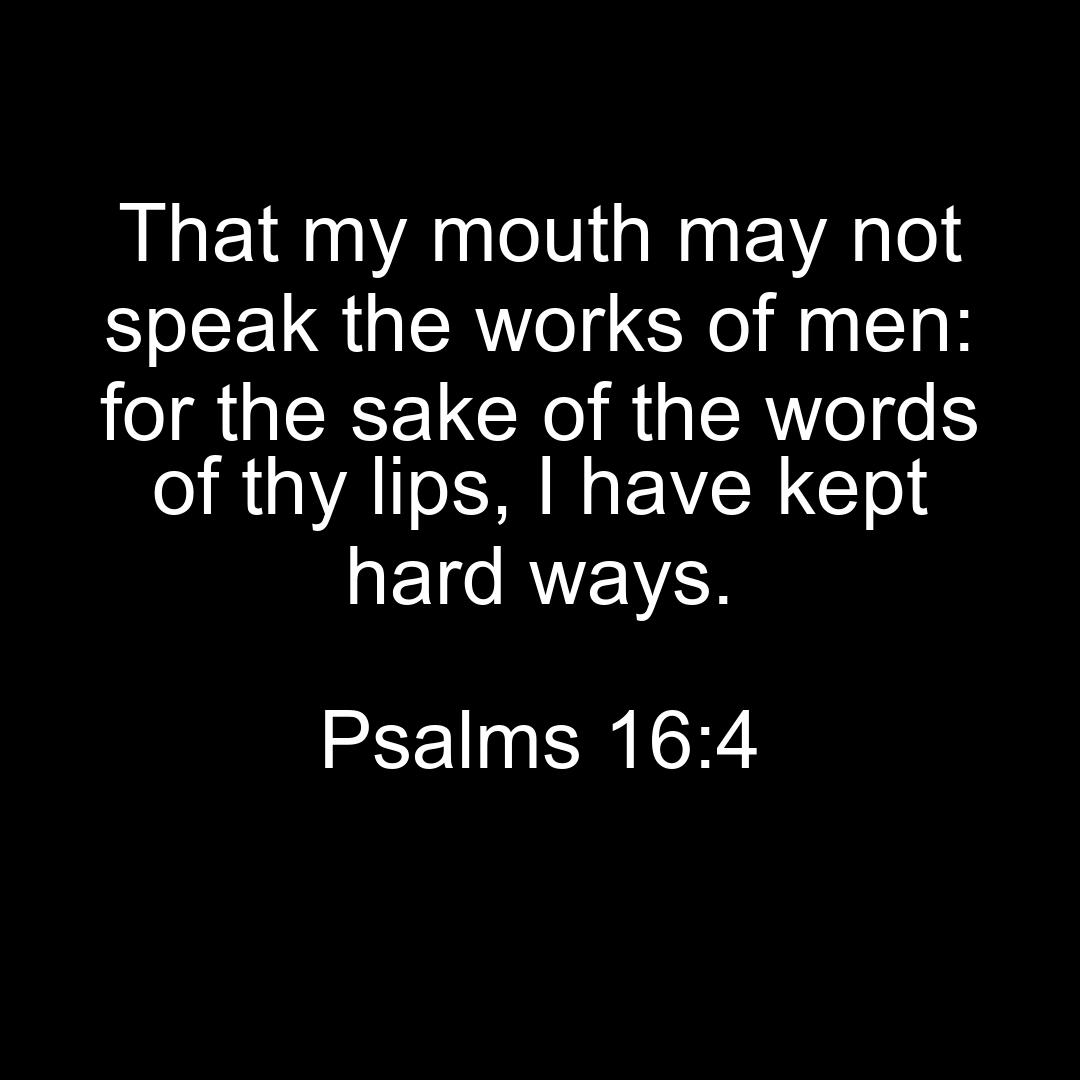 That my mouth may not
speak the works of men:
for the sake of the words
of thy lips, I have kept
hard ways.
Psalms 16:4